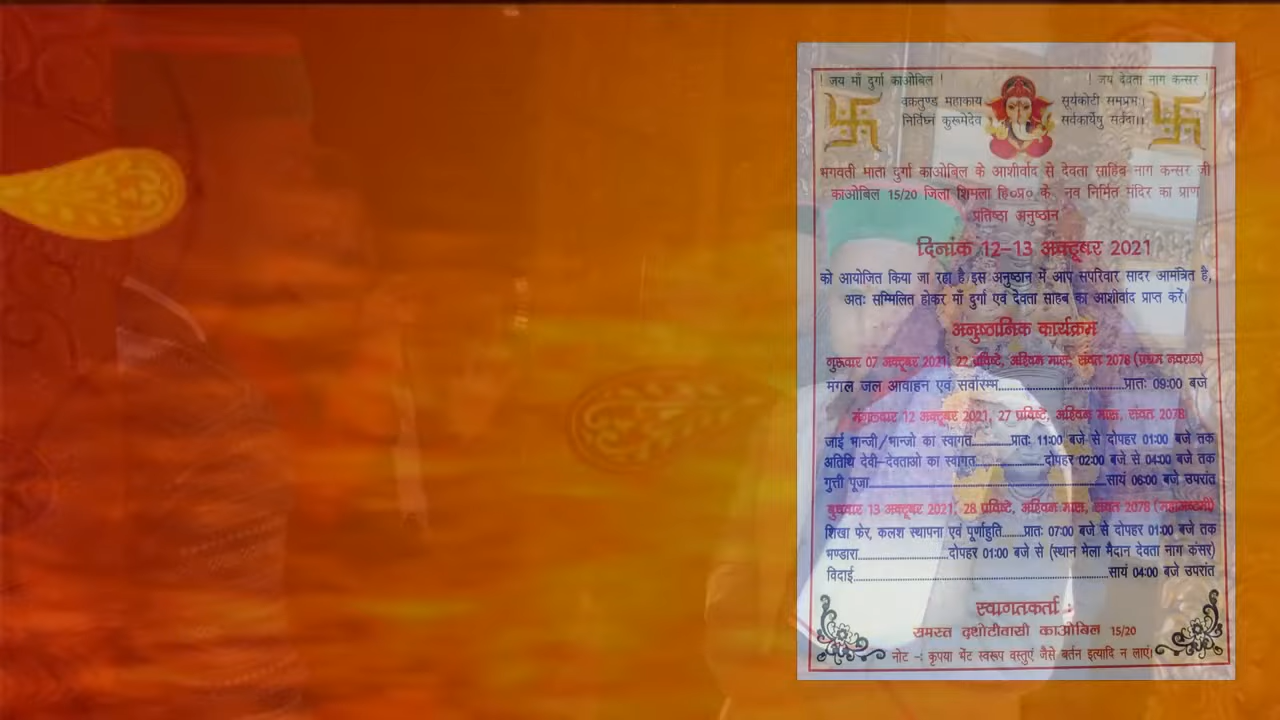 ! जय माँ दुर्गा काओबिल !
! जय देवता नाग कन्सर !
वक्रतुण्ड महाकाय सूर्यकोटी समप्रभ।
निर्विघ्न कुरूमेदेव सर्वकार्येषु सर्वदा।।
भगवती माता दुर्गा काओबिल के आशीर्वाद से देवता साहिब नाग कन्सर जी
काओबिल 15/20 जिला शिमला हि०प्र० के, नव निर्मित मंदिर का प्राण
प्रतिष्ठा अनुष्ठान
दिनांक 12-13 अक्टूबर 2021
को आयोजित किया जा रहा है इस अनुष्ठान में आप सपरिवार सादर आमंत्रित है,
अतः सम्मिलित होकर माँ दुर्गा एवं देवता साहब का आशीर्वाद प्राप्त करें।
अनुष्ठानिक कार्यक्रम
गुरूवार 07 अक्टूबर 2021, 22 प्रविष्टे, अश्विन मास, संवत 2078 (प्रथम नवरात्र)
मंगल जल आवाहन एवं सर्वारम्भ............प्रातः 09:00 बजे
मंगलवार 12 अक्टूबर 2021, 27 प्रविष्टे, अश्विन मास, संवत 2078
जाई भान्जी/भान्जो का स्वागत............प्रातः 11:00 बजे से दोपहर 01:00 बजे तक
अतिथि देवी-देवताओ का स्वागत............दोपहर 02:00 बजे से 04:00 बजे तक
गुत्ती पूजा............सायं 06:00 बजे उपरांत
बुधवार 13 अक्टूबर 2021, 28 प्रविष्टे, अश्विन मास, संवत 2078 (महाअष्टमी)
शिखा फेर, कलश स्थापना एवं पूर्णाहुति......प्रातः 07:00 बजे से दोपहर 01:00 बजे तक
भण्डारा............दोपहर 01:00 बजे से (स्थान मेला मैदान देवता नाग कंसर)
विदाई............सायं 04:00 बजे उपरांत
स्वागतकर्ता :
समस्त दशोटीवासी काओबिल 15/20
नोट -: कृपया भेंट स्वरूप वस्तुएं जैसे बर्तन इत्यादि न लाएं।